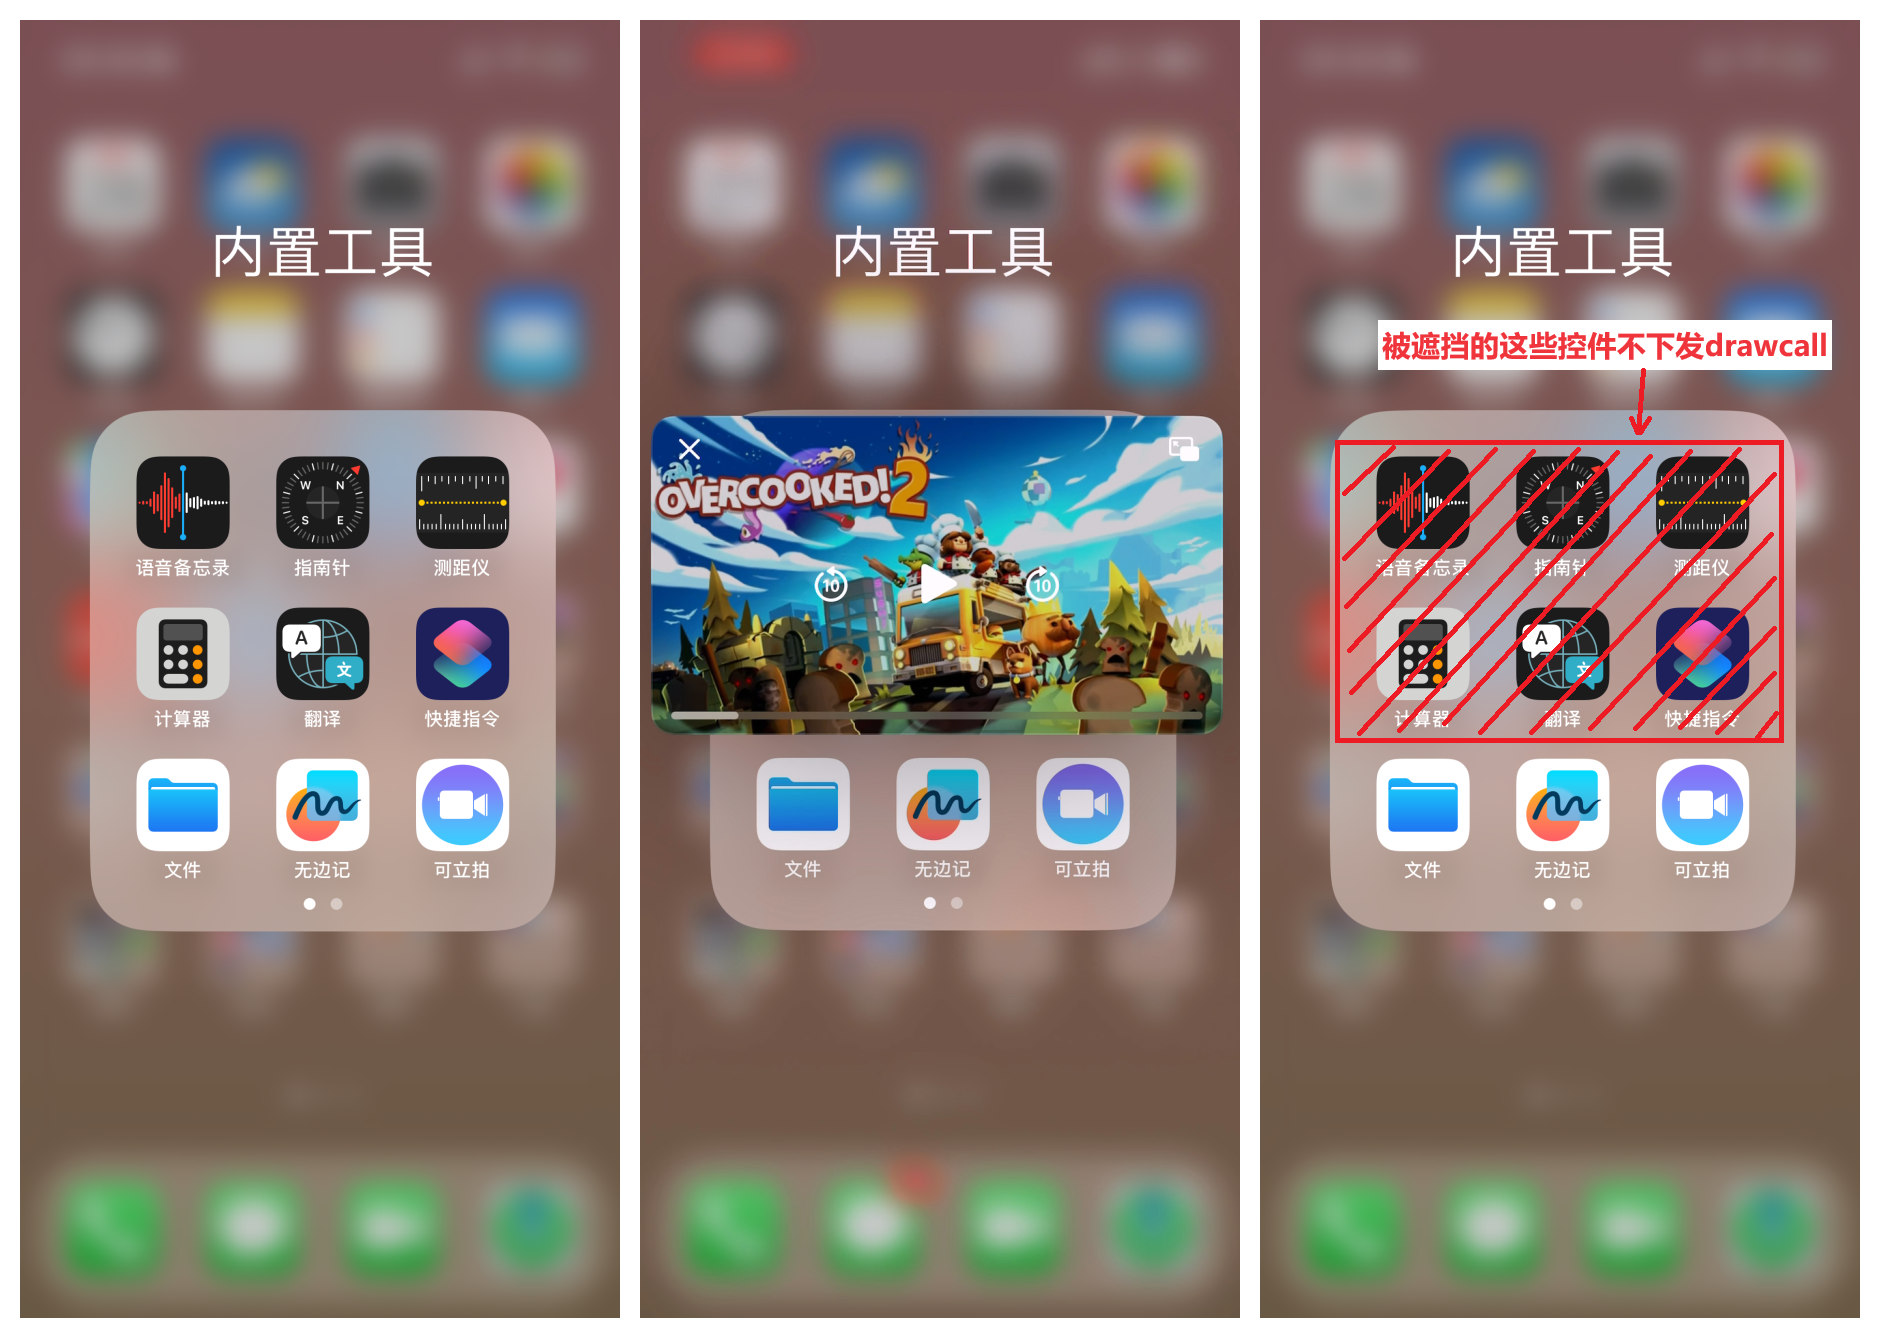 内置工具
W N
S E
语音备忘录 指南针 测距仪
A
文
计算器 翻译 快捷指令
文件 无边记 可立拍
内置工具
OVERCOOKED! 2
10 10
文件 无边记 可立拍
内置工具
被遮挡的这些控件不下发drawcall
W N
S E
语音备忘录 指南针 测距仪
A
文
计算器 翻译 快捷指令
文件 无边记 可立拍